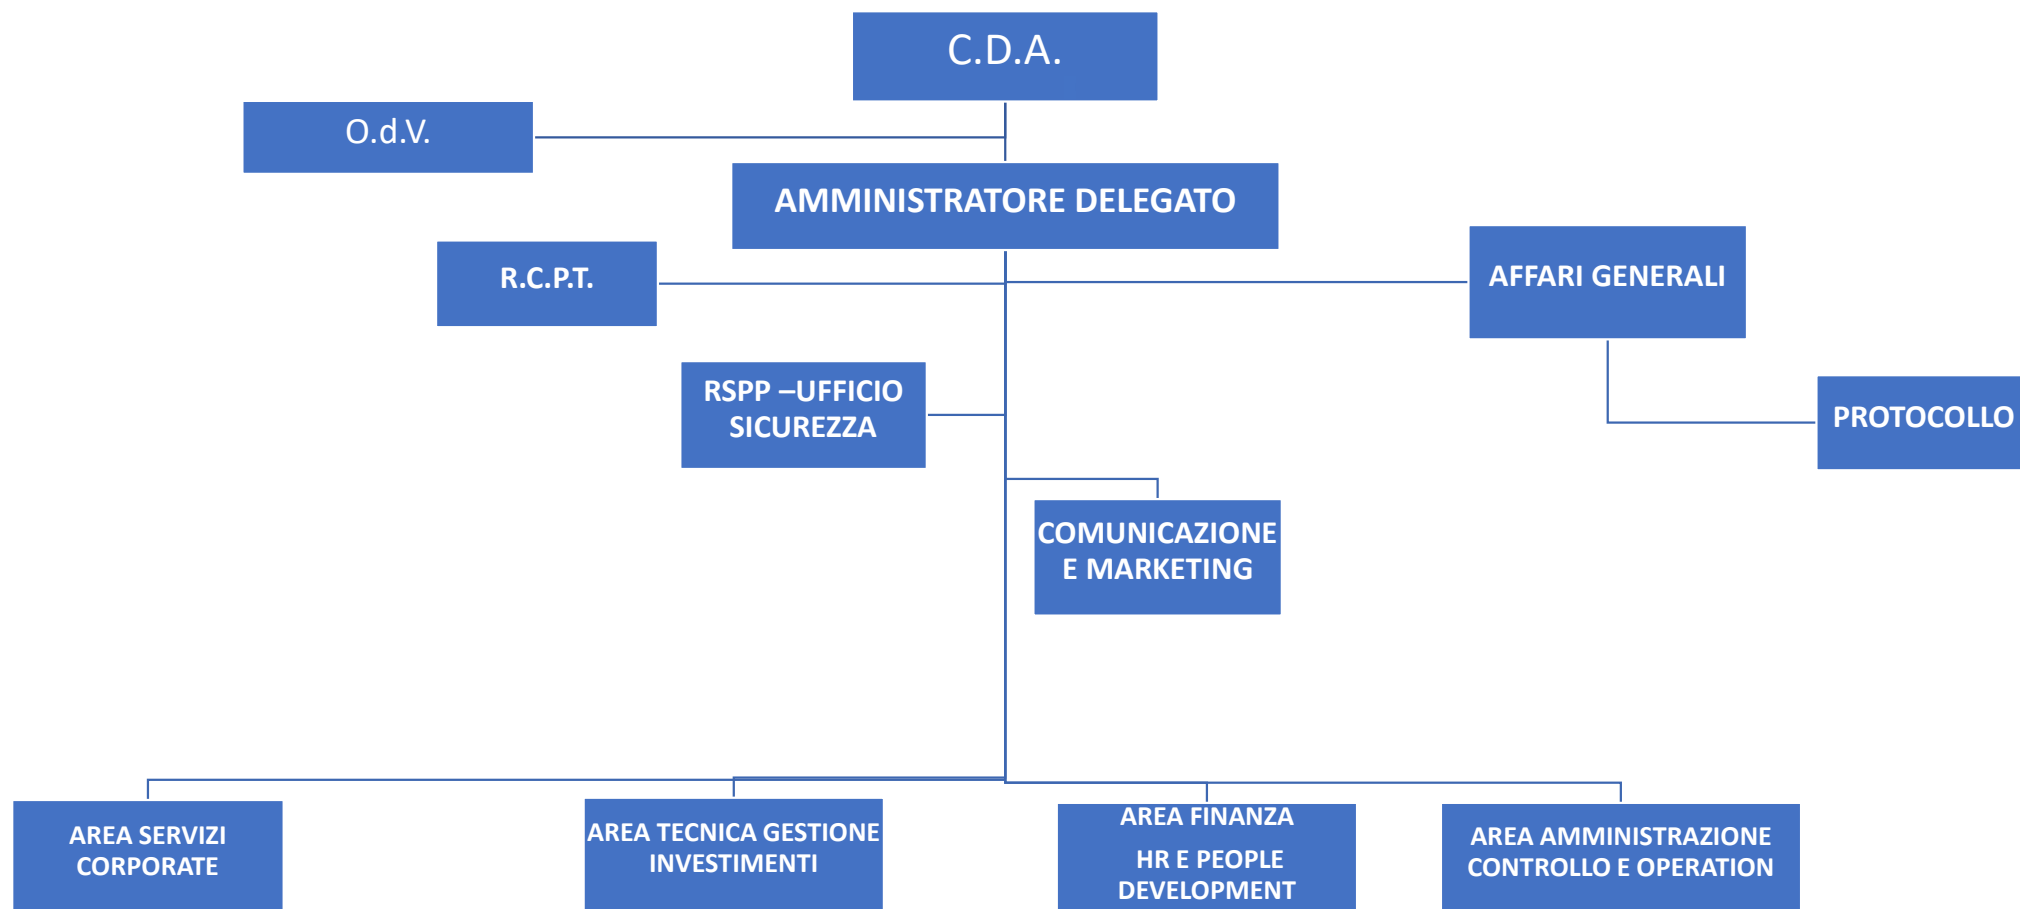 C.D.A.
O.d.V.
AMMINISTRATORE DELEGATO
R.C.P.T.
AFFARI GENERALI
RSPP –UFFICIO
SICUREZZA
PROTOCOLLO
COMUNICAZIONE
E MARKETING
AREA SERVIZI
CORPORATE
AREA TECNICA GESTIONE
INVESTIMENTI
AREA FINANZA
HR E PEOPLE
DEVELOPMENT
AREA AMMINISTRAZIONE
CONTROLLO E OPERATION